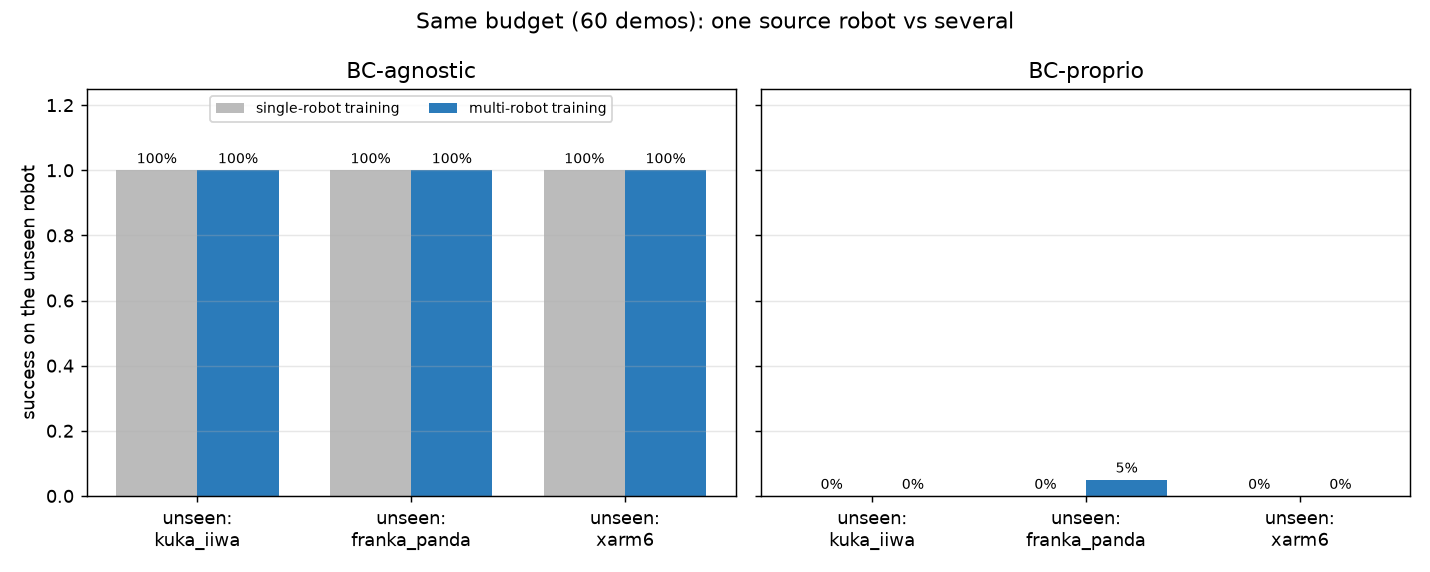 Same budget (60 demos): one source robot vs several
BC-agnostic
single-robot training
multi-robot training
success on the unseen robot
1.2
1.0
0.8
0.6
0.4
0.2
0.0
100%
100%
100%
100%
100%
100%
unseen:
kuka_iiwa
unseen:
franka_panda
unseen:
xarm6
BC-proprio
0%
0%
0%
5%
0%
0%
unseen:
kuka_iiwa
unseen:
franka_panda
unseen:
xarm6